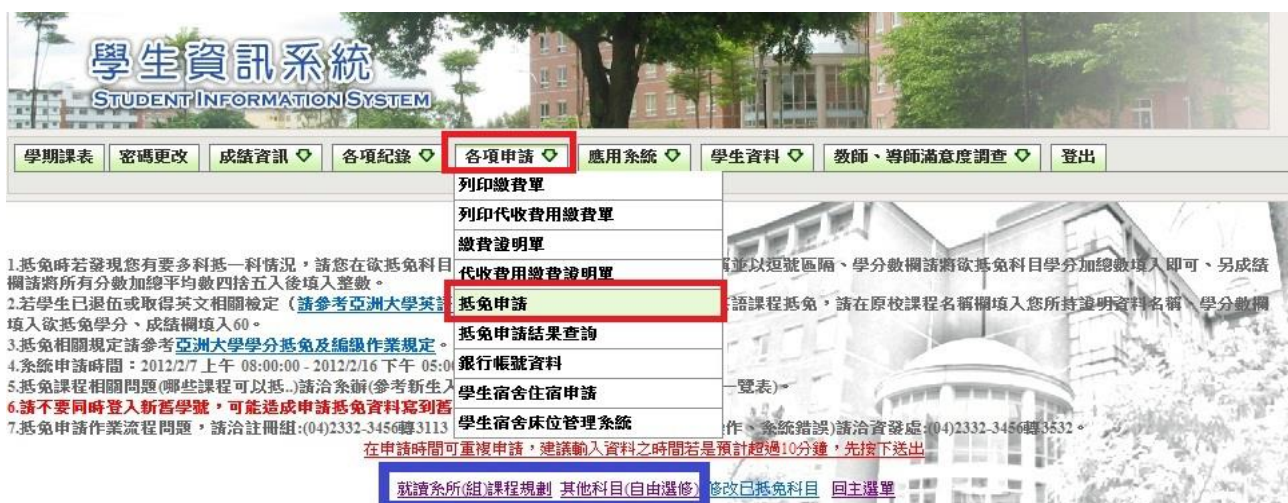 學生資訊系統
STUDENT INFORMATION SYSTEM
學期課表 密碼更改 成績資訊 各項紀錄 各項申請 應用系統 學生資料 教師、導師滿意度調查 登出
列印繳費單
列印代收費用繳費單
繳費證明單
代收費用繳費證明單
抵免申請
抵免申請結果查詢
銀行帳號資料
學生宿舍住宿申請
學生宿舍床位管理系統
1.抵免時若發現您有要多科抵一科情況,請您在欲抵免科目 並以逗號區隔、學分數欄請將欲抵免科目學分加總數填入即可、另成績
欄請將所有分數加總平均數四捨五入後填入整數。
2.若學生已退伍或取得英文相關檢定(請參考亞洲大學英 語課程抵免,請在原校課程名稱欄填入您所持證明資料名稱、學分數欄
填入欲抵免學分、成績欄填入60。
3.抵免相關規定請參考亞洲大學學分抵免及編級作業規定。
4.系統申請時間:2012/2/7 上午 08:00:00 - 2012/2/16 下午 05:0
5.抵免課程相關問題(哪些課程可以抵..)請洽系辦(參考新生入 一覽表)。
6.請不要同時登入新舊學號,可能造成申請抵免資料寫到舊
7.抵免申請作業流程問題,請洽註冊組:(04)2332-3456轉3113 作、系統錯誤)請洽資發處:(04)2332-3456轉3532。
在申請時間可重複申請,建議輸入資料之時間若是預計超過10分鐘,先按下送出
就讀系所(組)課程規劃 其他科目(自由選修) 修改已抵免科目 回主選單